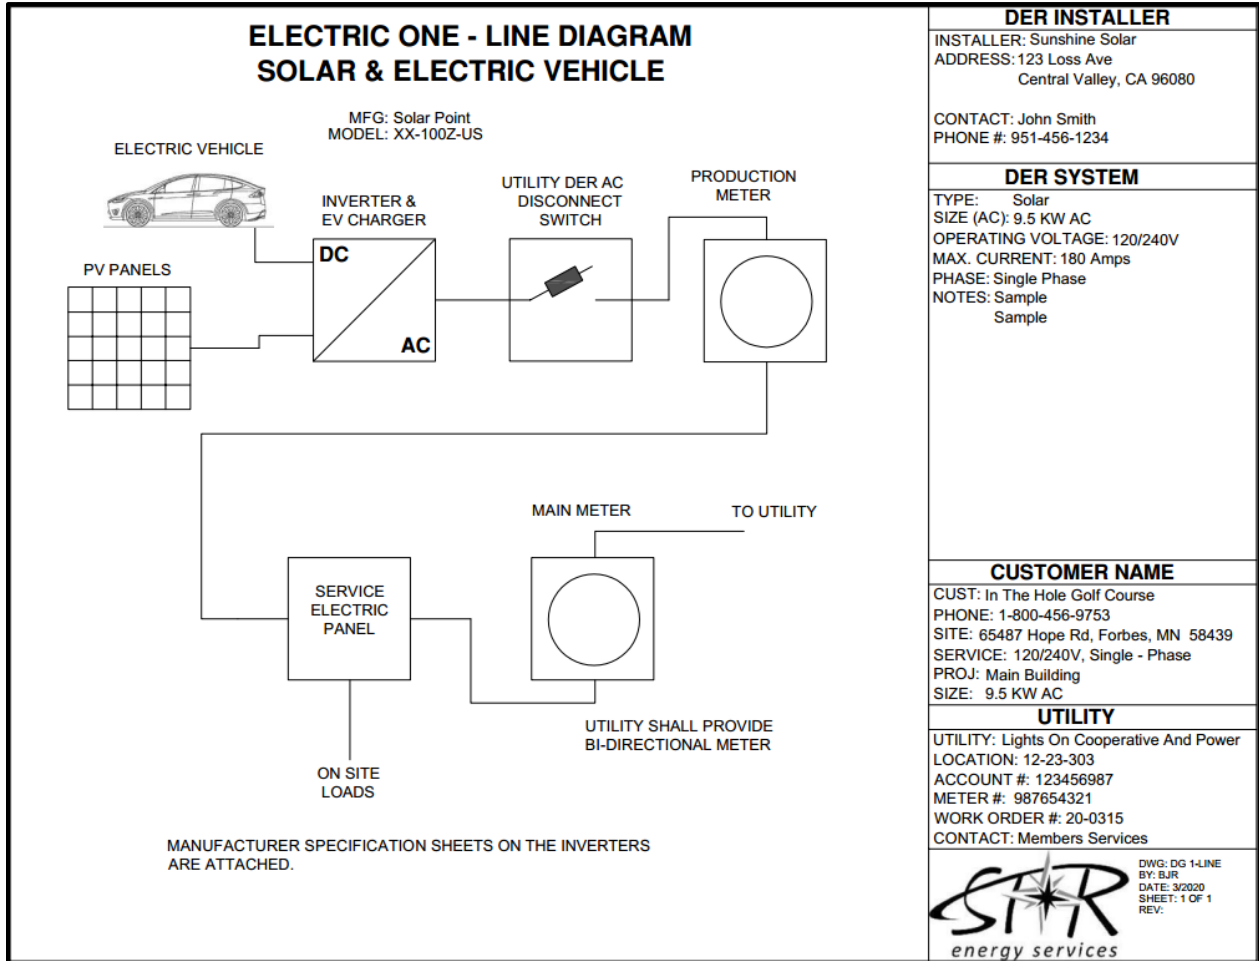 ELECTRIC ONE - LINE DIAGRAM
SOLAR & ELECTRIC VEHICLE
MFG: Solar Point
MODEL: XX-100Z-US
ELECTRIC VEHICLE
INVERTER &
EV CHARGER
UTILITY DER AC
DISCONNECT
SWITCH
PRODUCTION
METER
DC
AC
PV PANELS
MAIN METER
TO UTILITY
SERVICE
ELECTRIC
PANEL
UTILITY SHALL PROVIDE
BI-DIRECTIONAL METER
ON SITE
LOADS
MANUFACTURER SPECIFICATION SHEETS ON THE INVERTERS
ARE ATTACHED.
DER INSTALLER
INSTALLER: Sunshine Solar
ADDRESS: 123 Loss Ave
Central Valley, CA 96080
CONTACT: John Smith
PHONE #: 951-456-1234
DER SYSTEM
TYPE: Solar
SIZE (AC): 9.5 KW AC
OPERATING VOLTAGE: 120/240V
MAX. CURRENT: 180 Amps
PHASE: Single Phase
NOTES: Sample
Sample
CUSTOMER NAME
CUST: In The Hole Golf Course
PHONE: 1-800-456-9753
SITE: 65487 Hope Rd, Forbes, MN 58439
SERVICE: 120/240V, Single - Phase
PROJ: Main Building
SIZE: 9.5 KW AC
UTILITY
UTILITY: Lights On Cooperative And Power
LOCATION: 12-23-303
ACCOUNT #: 123456987
METER #: 987654321
WORK ORDER #: 20-0315
CONTACT: Members Services
STAR
energy services
DWG: DG 1-LINE
BY: BJR
DATE: 3/2020
SHEET: 1 OF 1
REV: